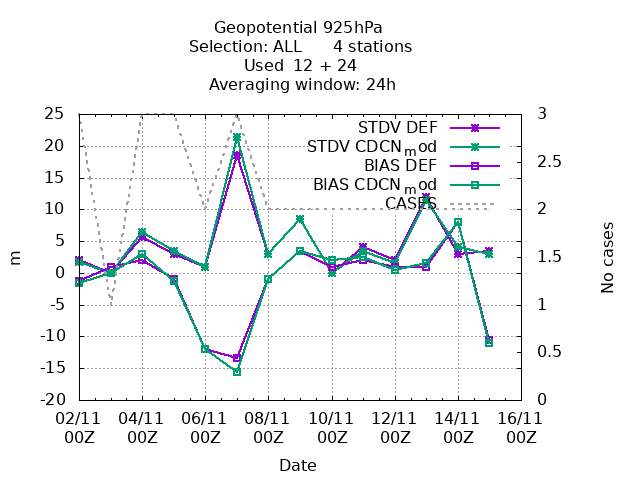 Geopotential 925hPa
Selection: ALL 4 stations
Used 12 + 24
Averaging window: 24h
25
20
15
10
5
0
-5
-10
-15
-20
3
2.5
2
1.5
1
0.5
0
m
No cases
STDV DEF
STDV CDCNmod
BIAS DEF
BIAS CDCNmod
CASES
02/11 04/11 06/11 08/11 10/11 12/11 14/11 16/11
00Z 00Z 00Z 00Z 00Z 00Z 00Z 00Z
Date